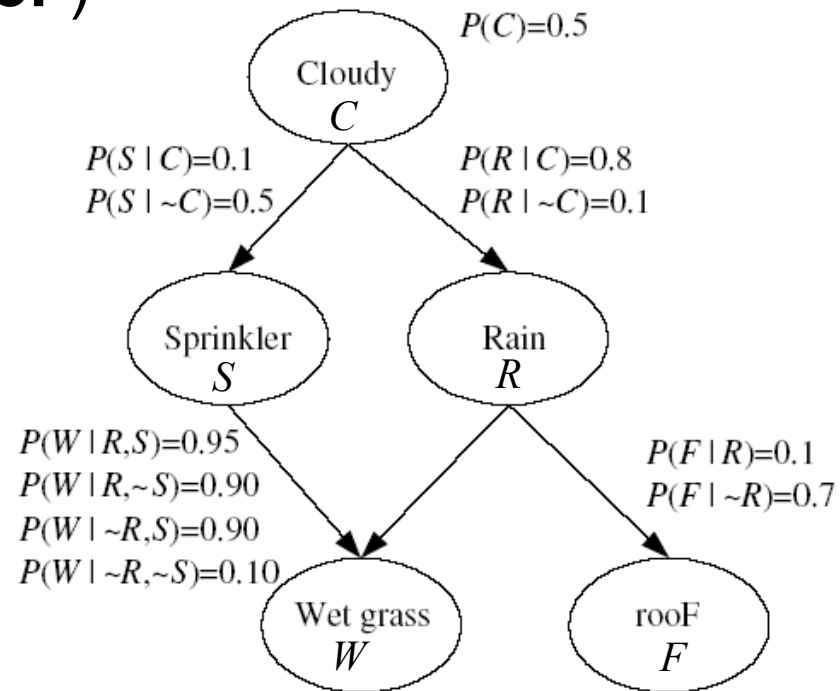 P(C)=0.5
Cloudy
C
P(S | C)=0.1
P(S | ~C)=0.5
P(R | C)=0.8
P(R | ~C)=0.1
Sprinkler
S
Rain
R
P(W | R,S)=0.95
P(W | R,~S)=0.90
P(W | ~R,S)=0.90
P(W | ~R,~S)=0.10
P(F | R)=0.1
P(F | ~R)=0.7
Wet grass
W
rooF
F